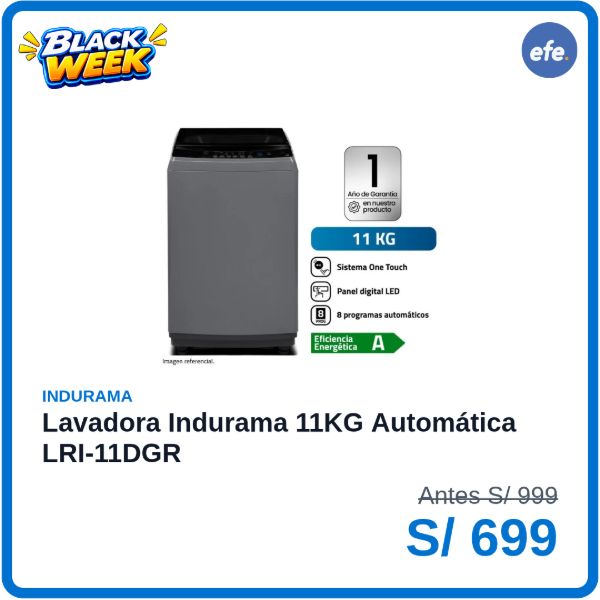 BLACK
WEEK
efe.
1
Año de Garantía
en nuestro
producto
11 KG
Sistema One Touch
Panel digital LED
8
8 programas automáticos
Eficiencia
Energética A
Imagen referencial.
INDURAMA
Lavadora Indurama 11KG Automática
LRI-11DGR
Antes S/ 999
S/ 699